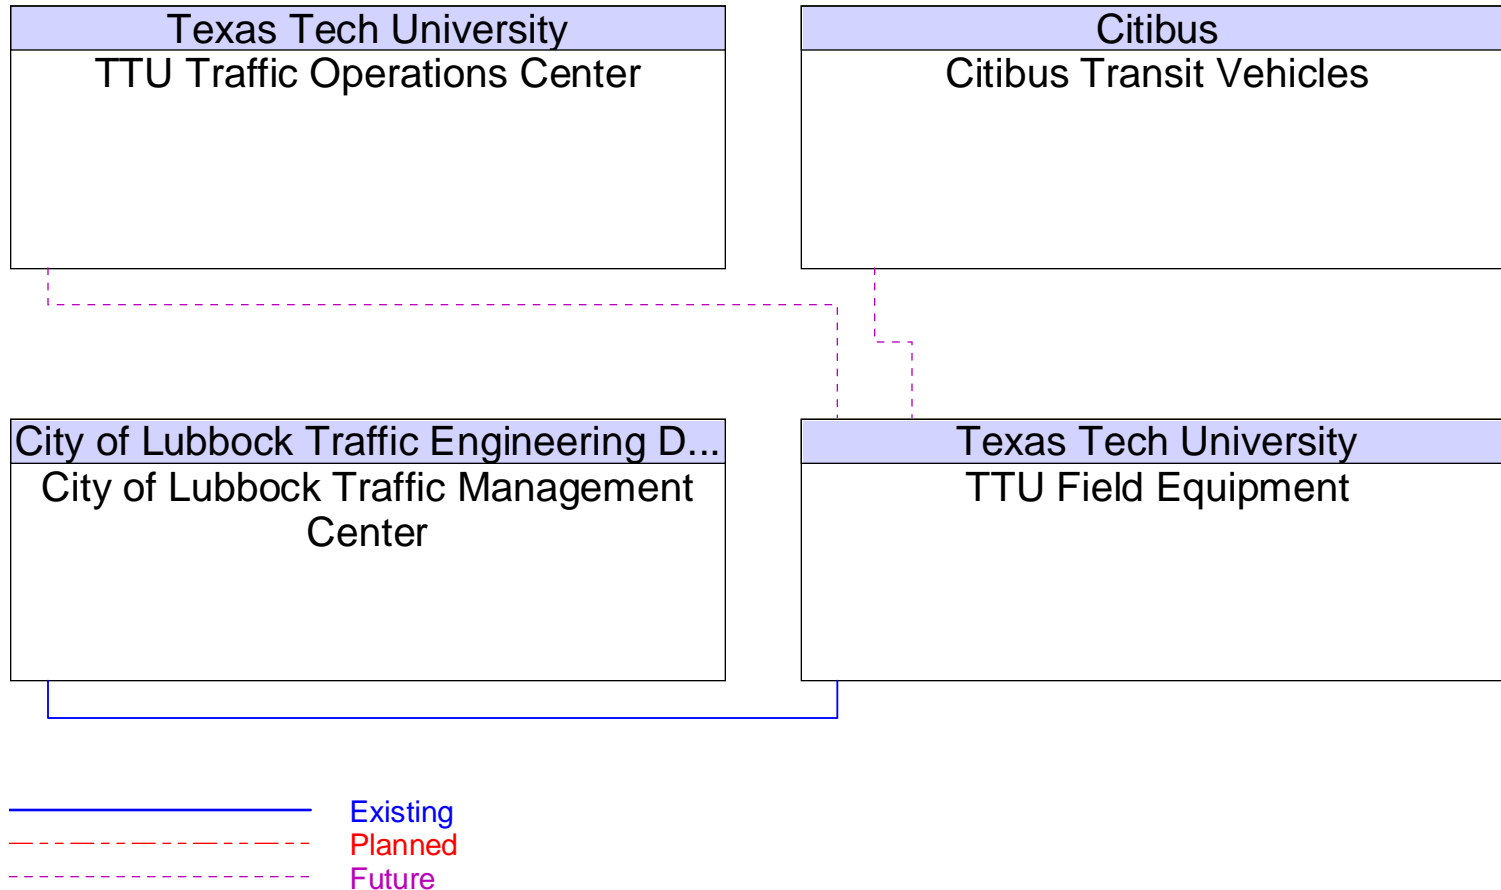 Texas Tech University
TTU Traffic Operations Center
Citibus
Citibus Transit Vehicles
City of Lubbock Traffic Engineering D...
City of Lubbock Traffic Management
Center
Texas Tech University
TTU Field Equipment
Existing
Planned
Future